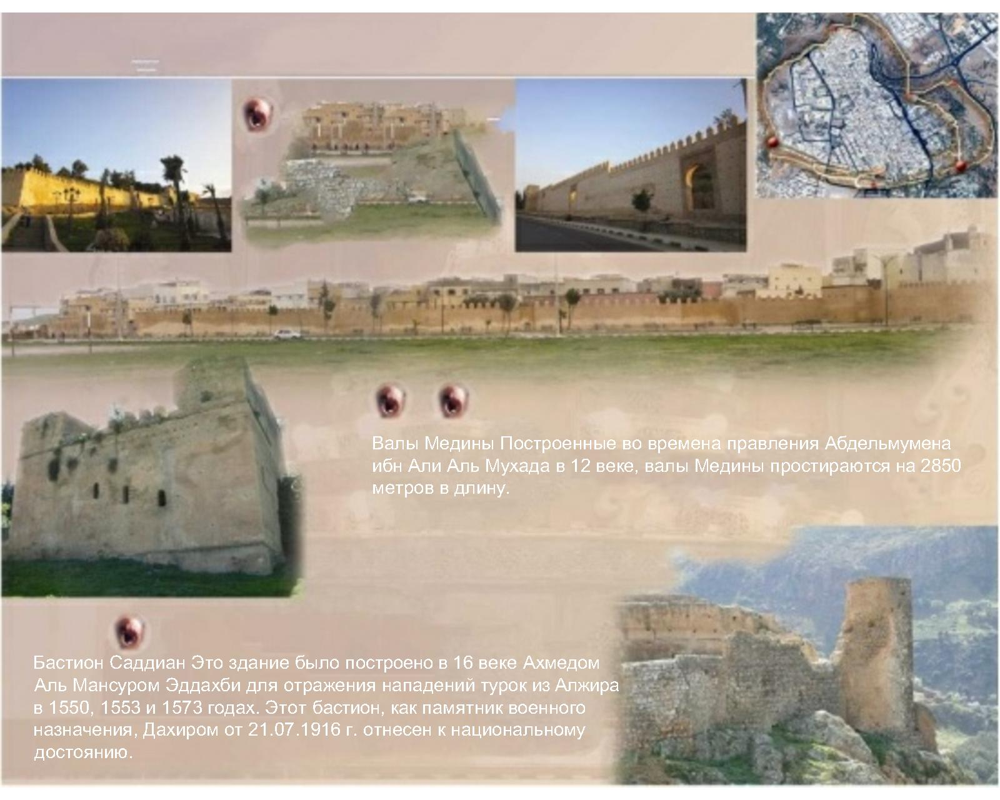 Валы Медины Построенные во времена правления Абдельмумена
ибн Али Аль Мухада в 12 веке, валы Медины простираются на 2850
метров в длину.
Бастион Саддиан Это здание было построено в 16 веке Ахмедом
Аль Мансуром Эддахби для отражения нападений турок из Алжира
в 1550, 1553 и 1573 годах. Этот бастион, как памятник военного
назначения, Дахиром от 21.07.1916 г. отнесен к национальному
достоянию.